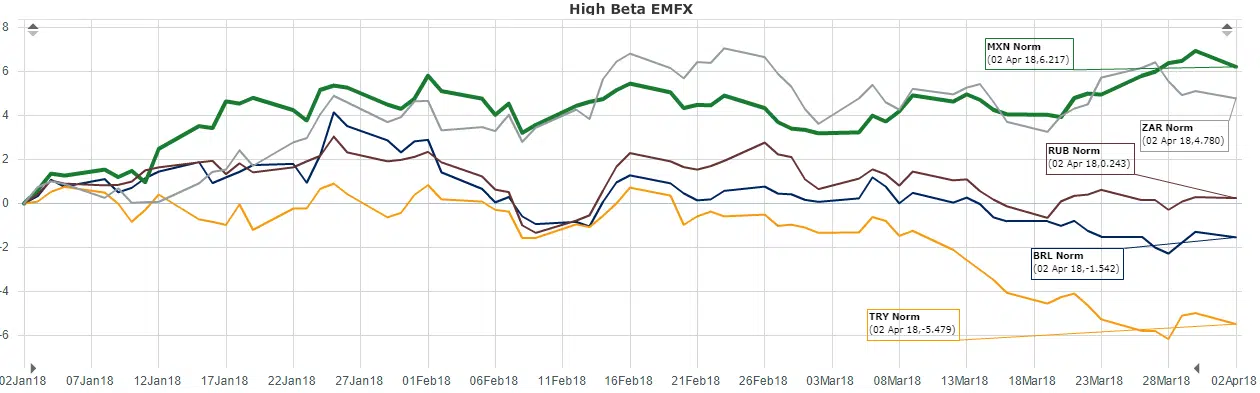 High Beta EMFX
8
6
4
2
0
-2
-4
-6
MXN Norm
(02 Apr 18,6.217)
ZAR Norm
(02 Apr 18,4.780)
RUB Norm
(02 Apr 18,0.243)
BRL Norm
(02 Apr 18,-1.542)
TRY Norm
(02 Apr 18,-5.479)
02Jan18 07Jan18 12Jan18 17Jan18 22Jan18 27Jan18 01Feb18 06Feb18 11Feb18 16Feb18 21Feb18 26Feb18 03Mar18 08Mar18 13Mar18 18Mar18 23Mar18 28Mar18 02Apr18